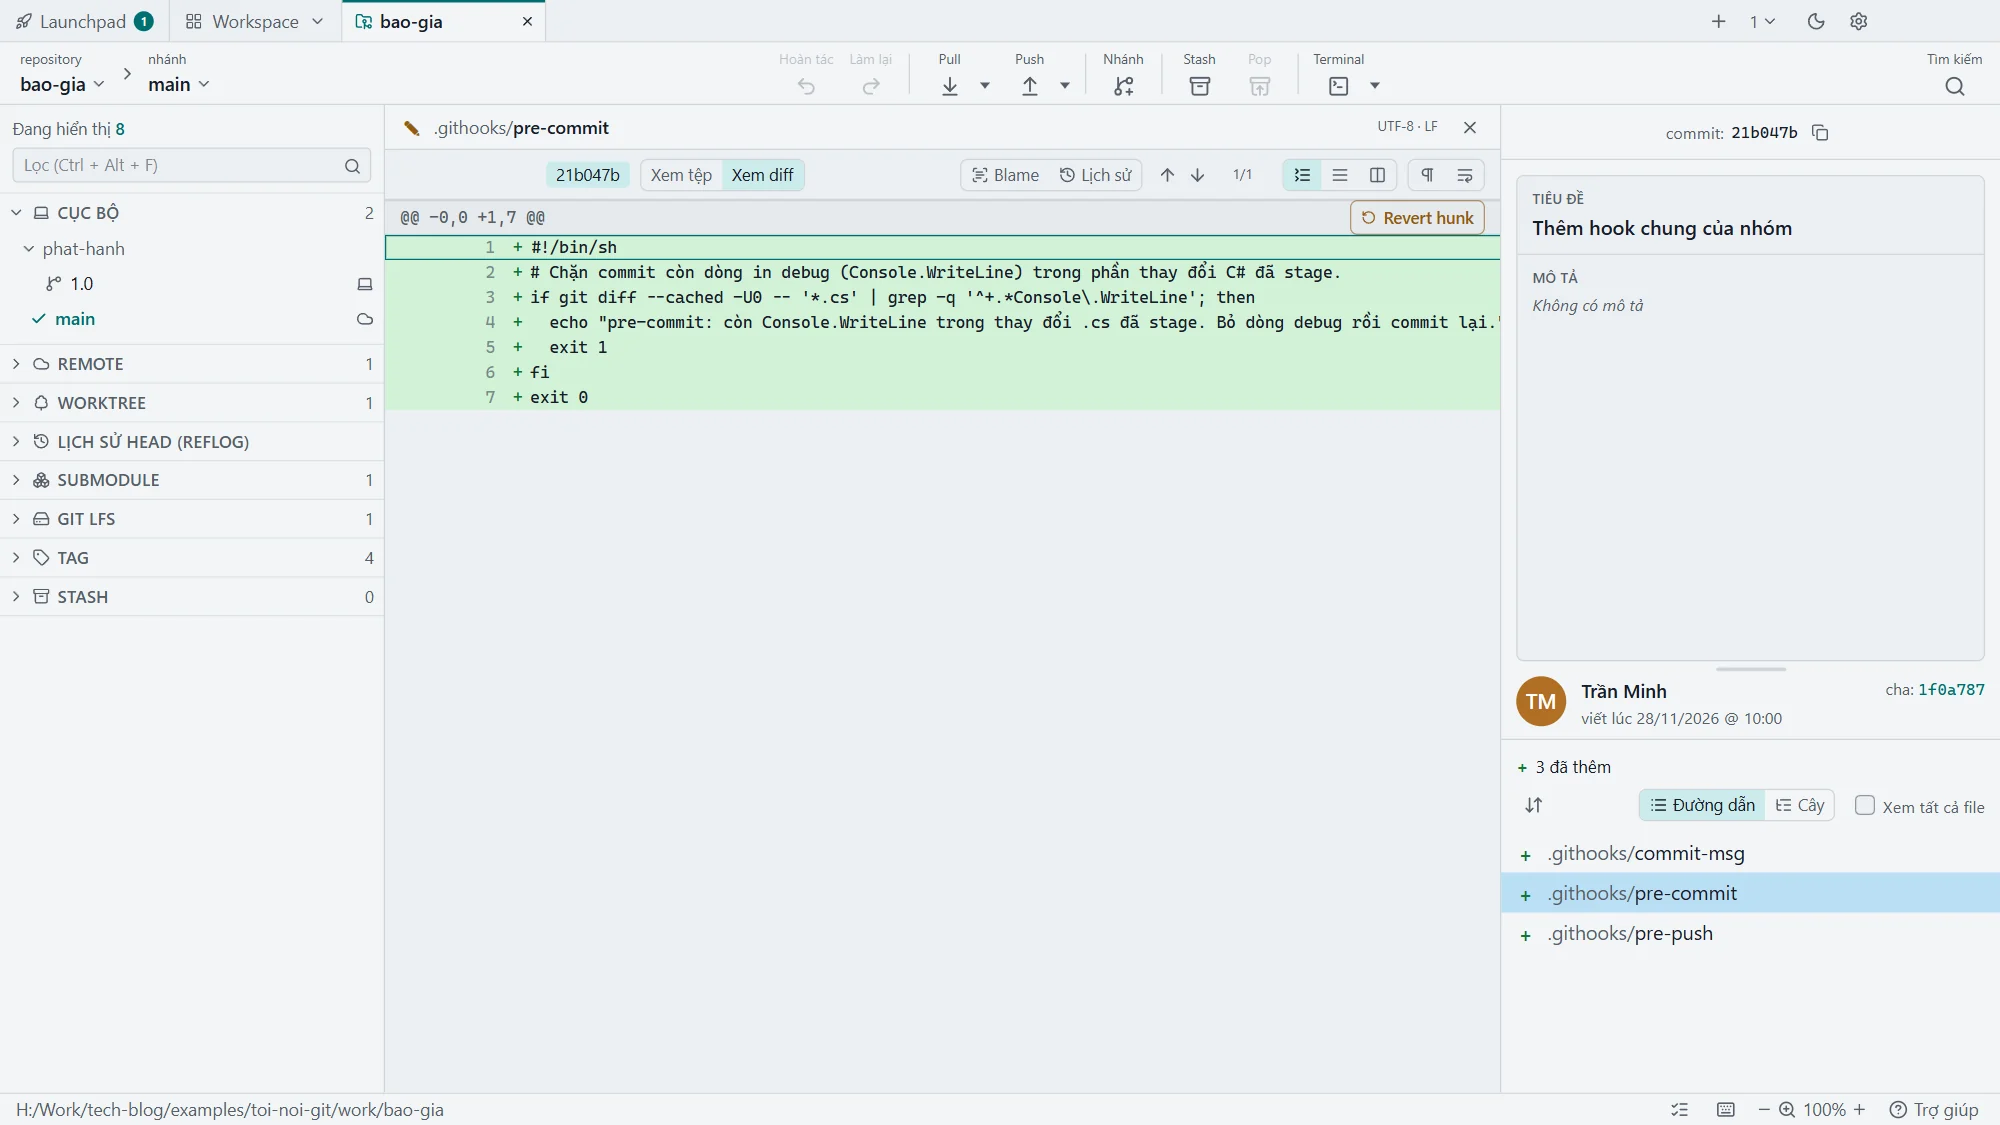 Launchpad 1
Workspace
bao-gia
1
repository
bao-gia
nhánh
main
Hoàn tác
Làm lại
Pull
Push
Nhánh
Stash
Pop
Terminal
Tìm kiếm
Đang hiển thị 8
Lọc (Ctrl + Alt + F)
CỤC BỘ 2
phat-hanh
1.0
main
REMOTE 1
WORKTREE 1
LỊCH SỬ HEAD (REFLOG)
SUBMODULE 1
GIT LFS 1
TAG 4
STASH 0
.githooks/pre-commit
UTF-8 · LF
21b047b
Xem tệp
Xem diff
Blame
Lịch sử
1/1
@@ -0,0 +1,7 @@
Revert hunk
1 + #!/bin/sh
2 + # Chặn commit còn dòng in debug (Console.WriteLine) trong phần thay đổi C# đã stage.
3 + if git diff --cached -U0 -- '*.cs' | grep -q '^+.*Console\.WriteLine'; then
4 + echo "pre-commit: còn Console.WriteLine trong thay đổi .cs đã stage. Bỏ dòng debug rồi commit lại."
5 + exit 1
6 + fi
7 + exit 0
commit: 21b047b
TIÊU ĐỀ
Thêm hook chung của nhóm
MÔ TẢ
Không có mô tả
TM
Trần Minh
cha: 1f0a787
viết lúc 28/11/2026 @ 10:00
+ 3 đã thêm
Đường dẫn
Cây
Xem tất cả file
+ .githooks/commit-msg
+ .githooks/pre-commit
+ .githooks/pre-push
H:/Work/tech-blog/examples/toi-noi-git/work/bao-gia
100%
Trợ giúp